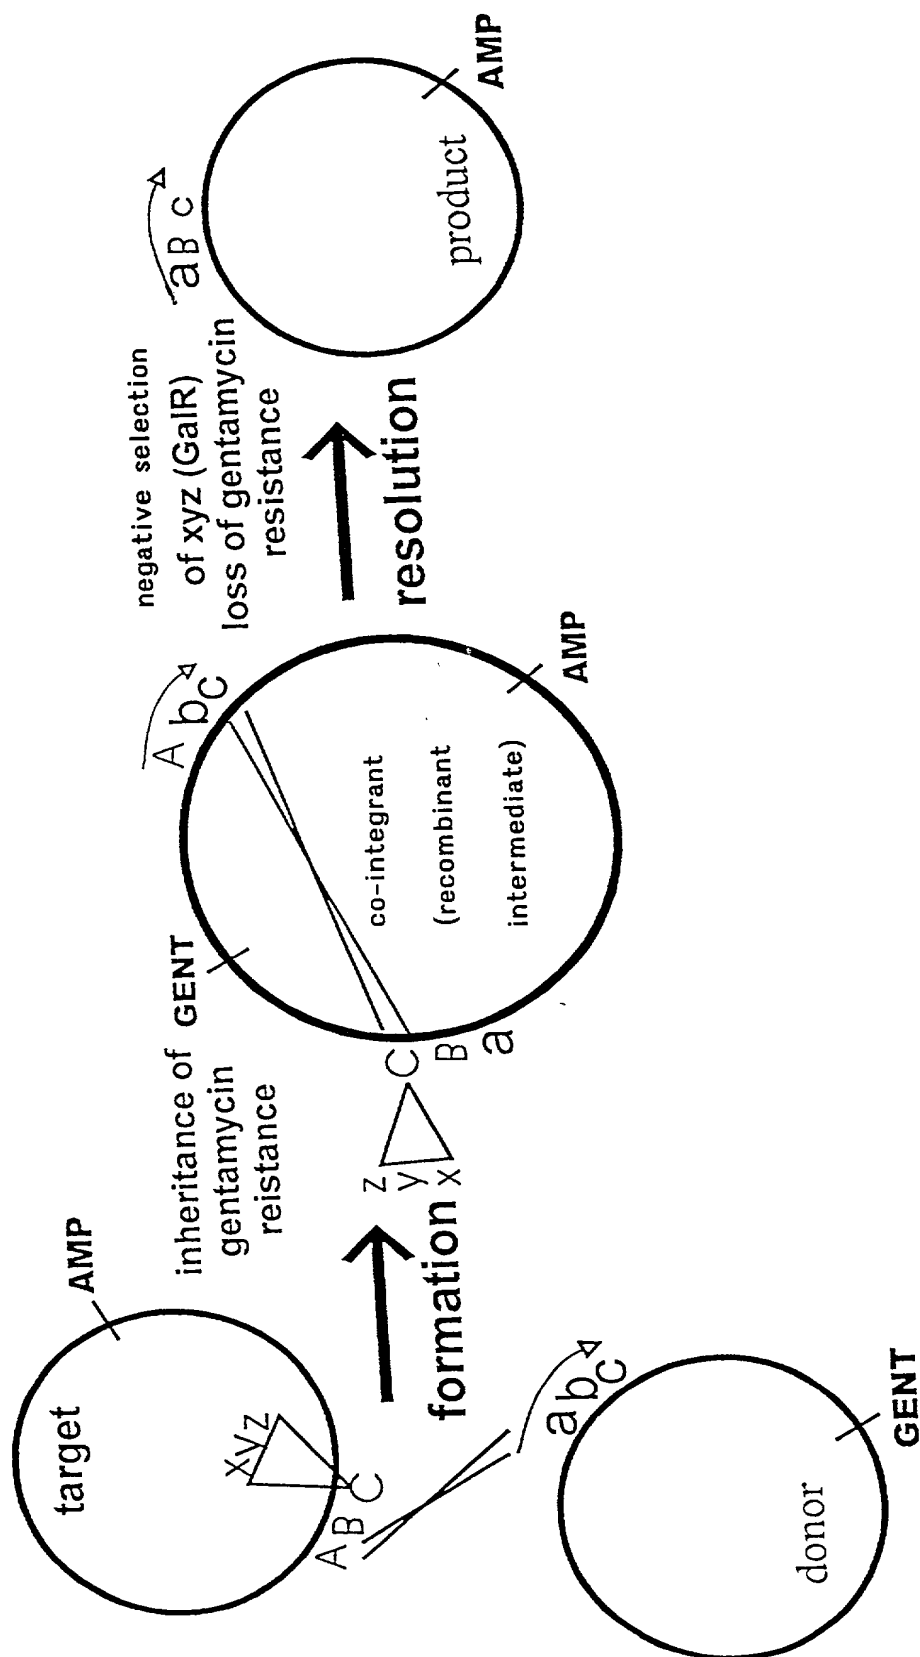 target
AMP
xyz
A B C
a b c
donor
GENT
formation
inheritance of
gentamycin
reistance
GENT
z
y
x
C
B
a
A b C
co-integrant
(recombinant
intermediate)
AMP
negative selection
of xyz (GalR)
loss of gentamycin
resistance
resolution
a B c
product
AMP